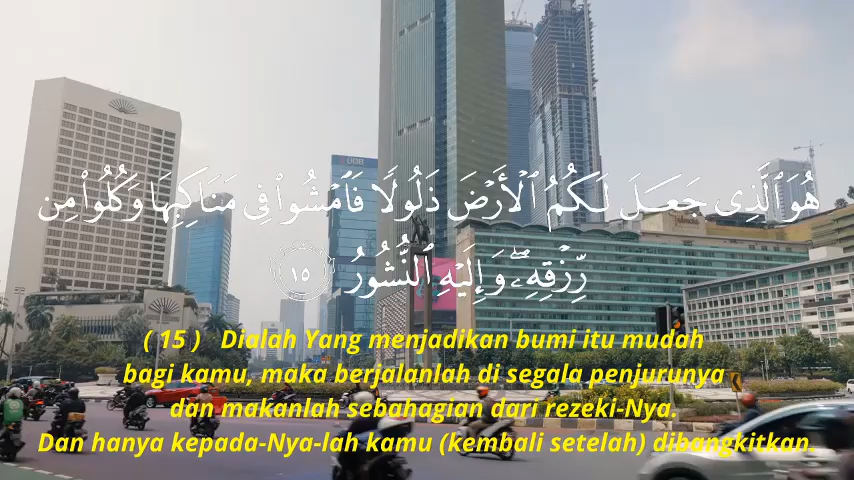 هُوَ ٱلَّذِى جَعَلَ لَكُمُ ٱلْأَرْضَ ذَلُولًا فَٱمْشُوا۟ فِى مَنَاكِبِهَا وَكُلُوا۟ مِن
رِّزْقِهِۦ ۖ وَإِلَيْهِ ٱلنُّشُورُ ١٥
( 15 ) Dialah Yang menjadikan bumi itu mudah
bagi kamu, maka berjalanlah di segala penjurunya
dan makanlah sebahagian dari rezeki-Nya.
Dan hanya kepada-Nya-lah kamu (kembali setelah) dibangkitkan.